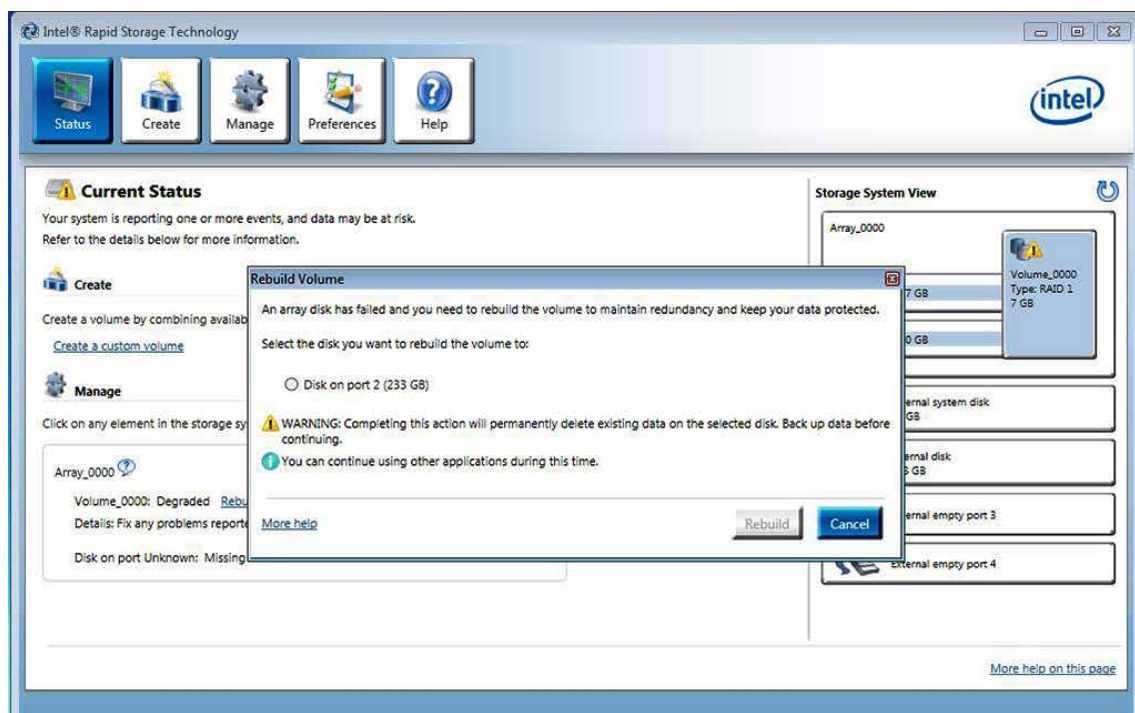 Intel® Rapid Storage Technology
Status
Create
Manage
Preferences
Help
intel
Current Status
Your system is reporting one or more events, and data may be at risk.
Refer to the details below for more information.
Create
Create a volume by combining
Create a custom volume
Manage
Click on any element in the storage
Array_0000
Volume_0000: Degraded
Details: Fix any problems
Disk on port Unknown: Missing
Rebuild Volume
An array disk has failed and you need to rebuild the volume to maintain redundancy and keep your data protected.
Select the disk you want to rebuild the volume to:
Disk on port 2 (233 GB)
WARNING: Completing this action will permanently delete existing data on the selected disk. Back up data before
continuing.
You can continue using other applications during this time.
More help
Rebuild
Cancel
Storage System View
Array_0000
7 GB
0 GB
Volume_0000
Type: RAID 1
7 GB
system disk
GB
disk
GB
empty port 3
External empty port 4
More help on this page